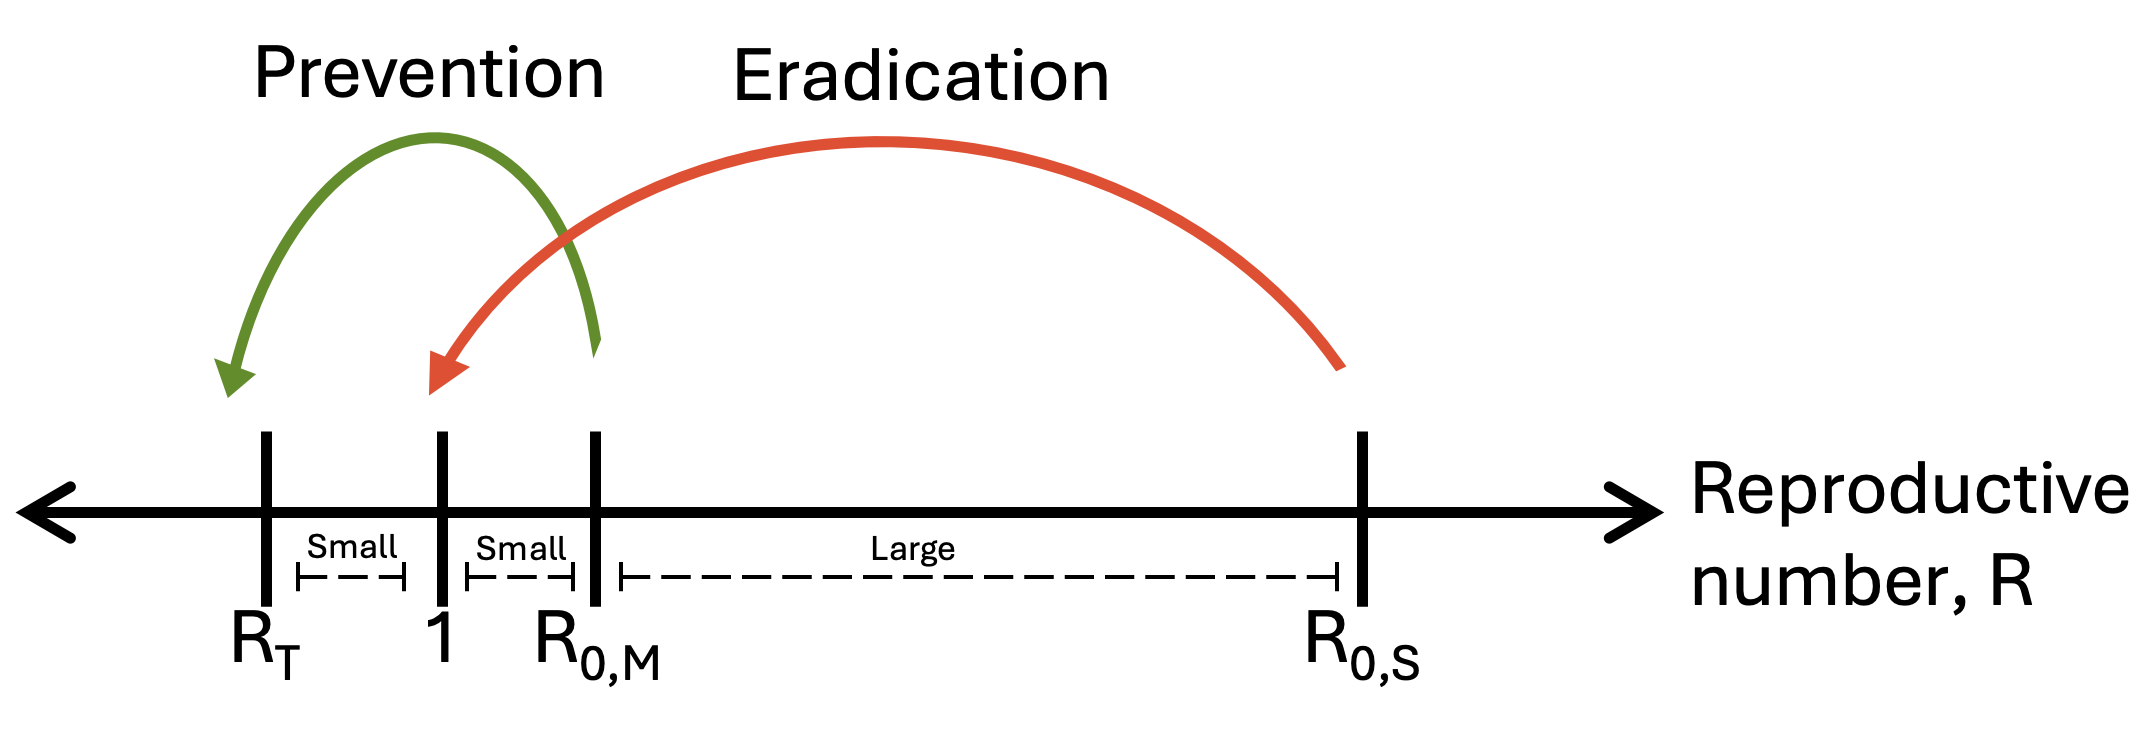 Prevention
Eradication
Small
Small
Large
R_T
1
R_0,M
R_0,S
Reproductive
number, R